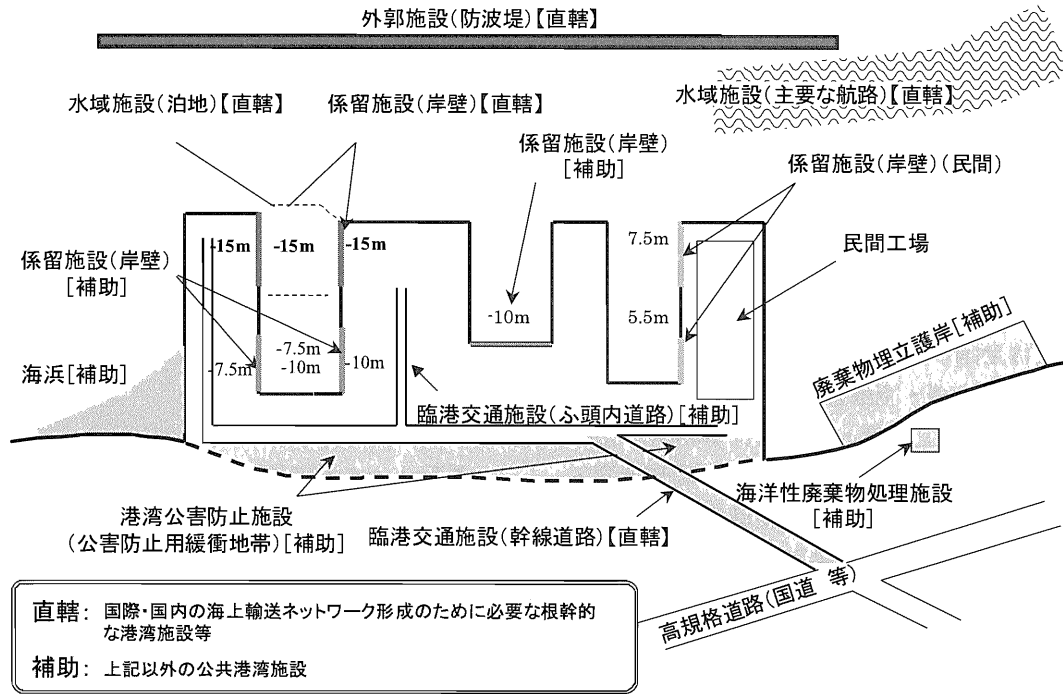 外郭施設(防波堤)【直轄】
水域施設(泊地)【直轄】
係留施設(岸壁)【直轄】
水域施設(主要な航路)【直轄】
係留施設(岸壁)
[補助]
係留施設(岸壁)(民間)
-15m
-15m
-15m
7.5m
民間工場
係留施設(岸壁)
[補助]
-10m
5.5m
-7.5m
-7.5m
-10m
-10m
海浜[補助]
廃棄物埋立護岸[補助]
臨港交通施設(ふ頭内道路)[補助]
海洋性廃棄物処理施設
[補助]
港湾公害防止施設
(公害防止用緩衝地帯)[補助]
臨港交通施設(幹線道路)【直轄】
高規格道路(国道 等)
直轄: 国際・国内の海上輸送ネットワーク形成のために必要な根幹的
な港湾施設等
補助: 上記以外の公共港湾施設